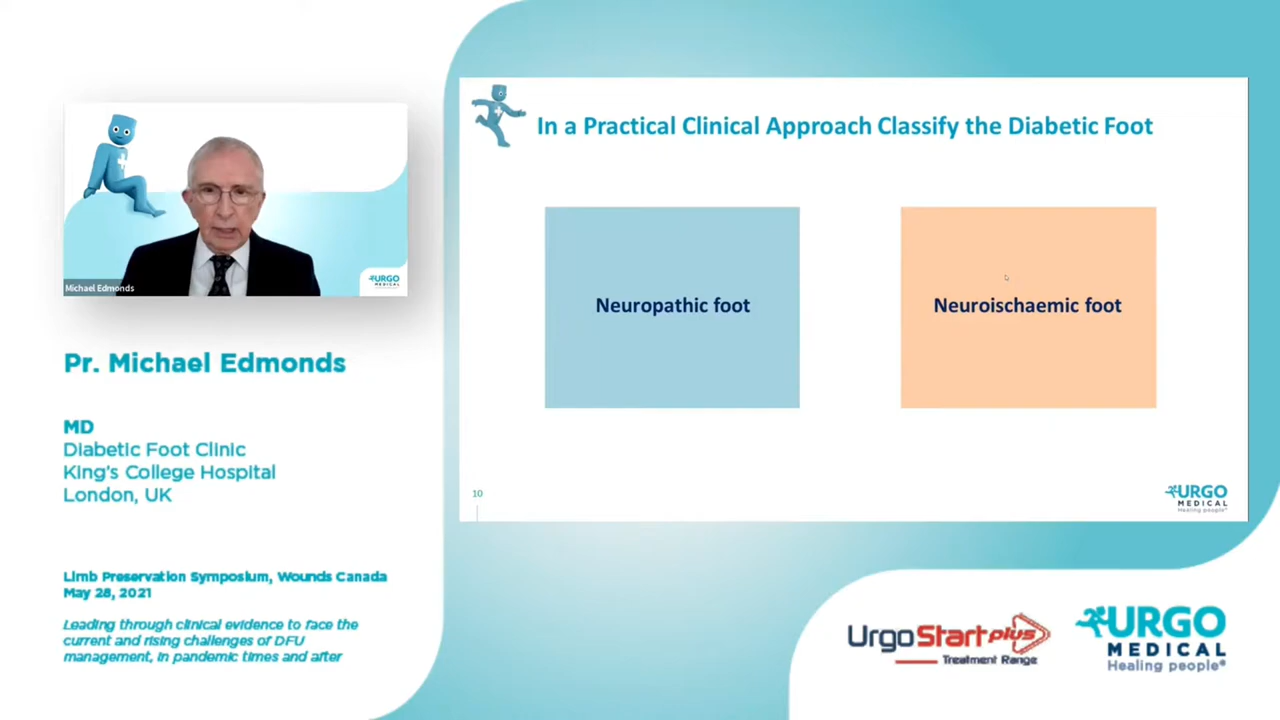 Michael Edmonds
URGO
MEDICAL
Pr. Michael Edmonds
MD
Diabetic Foot Clinic
King's College Hospital
London, UK
Limb Preservation Symposium, Wounds Canada
May 28, 2021
Leading through clinical evidence to face the
current and rising challenges of DFU
management, in pandemic times and after
In a Practical Clinical Approach Classify the Diabetic Foot
Neuropathic foot
Neuroischaemic foot
10
URGO
MEDICAL
Healing people®
UrgoStart plus
Treatment Range
URGO
MEDICAL
Healing people®